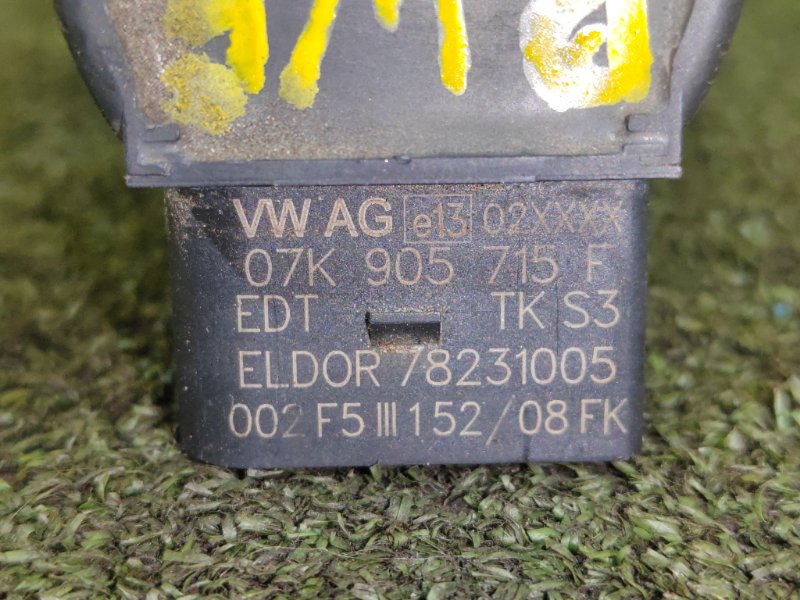 VW AG e13 02XXXX
07K 905 715 F
EDT TK S3
ELDOR 78231005
002 F5 III 152/08 FK